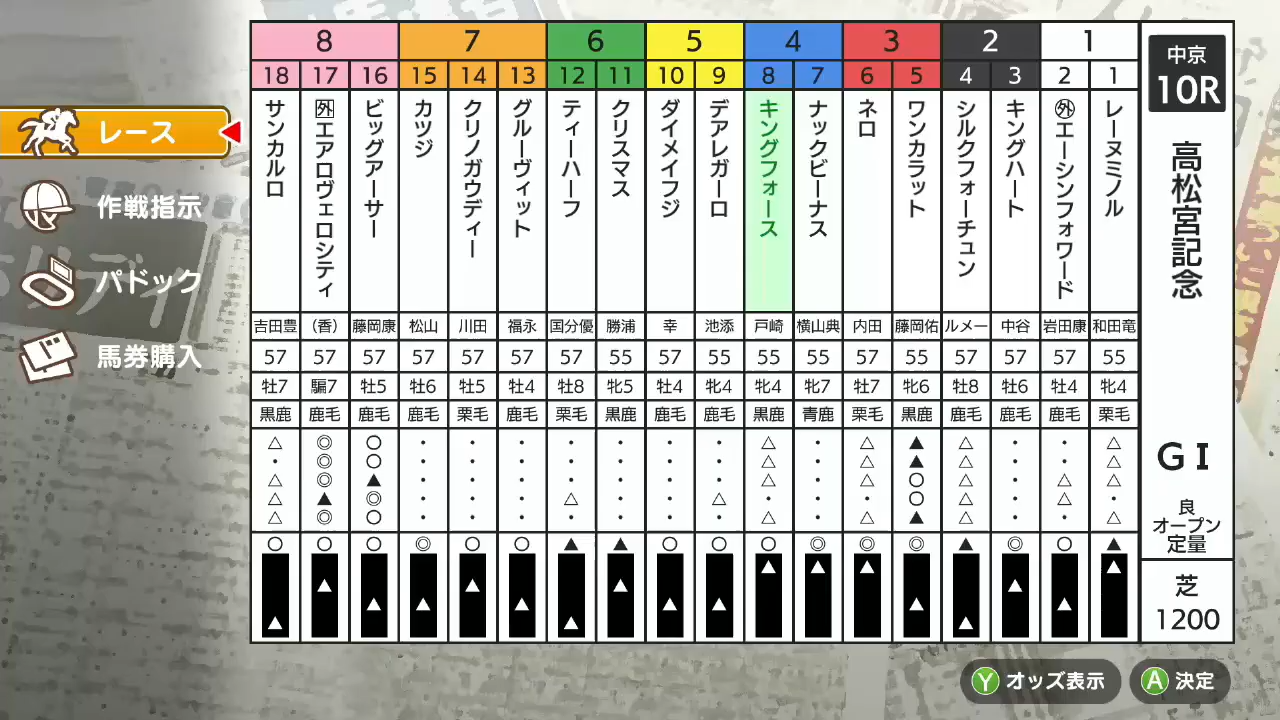 レース
作戦指示
パドック
馬券購入
中京
10R
高松宮記念
GI
良
オープン
定量
芝
1200
8 7 6 5 4 3 2 1
18 17 16 15 14 13 12 11 10 9 8 7 6 5 4 3 2 1
サンカルロ
外エアロヴェロシティ
ビッグアーサー
カツジ
クリノガウディー
グルーヴィット
ティーハーフ
クリスマス
ダイメイフジ
デアレガーロ
キングフォース
ナックビーナス
ネロ
ワンカラット
シルクフォーチュン
キングハート
外エーシンフォワード
レーヌミノル
吉田豊 (香) 藤岡康 松山 川田 福永 国分優 勝浦 幸 池添 戸崎 横山典 内田 藤岡佑 ルメー 中谷 岩田康 和田竜
57 57 57 57 57 57 57 55 57 55 55 55 57 55 57 57 57 55
牡7 騸7 牡5 牡6 牡5 牡4 牡8 牝5 牡4 牝4 牝4 牝7 牡7 牝6 牡8 牡6 牡4 牝4
黒鹿 鹿毛 鹿毛 鹿毛 栗毛 鹿毛 栗毛 黒鹿 鹿毛 鹿毛 黒鹿 青鹿 栗毛 黒鹿 鹿毛 鹿毛 鹿毛 栗毛
△ ◎ ○ ・ ・ ・ ・ ・ ・ ・ △ ・ △ ▲ △ ・ ・ △
・ ◎ ○ ・ ・ ・ ・ ・ ・ ・ △ ・ △ ▲ △ ・ ・ △
△ ◎ ▲ ・ ・ ・ ・ ・ ・ ・ △ ・ △ ○ △ ・ △ △
△ ▲ ◎ ・ ・ ・ △ ・ ・ △ ・ ・ ・ ○ △ ・ △ ・
△ ◎ ○ ・ ・ ・ ・ ・ ・ ・ △ ・ △ ▲ △ ・ ・ △
○ ○ ○ ◎ ○ ○ ▲ ▲ ○ ○ ○ ◎ ◎ ◎ ▲ ◎ ○ ▲
Y オッズ表示
A 決定